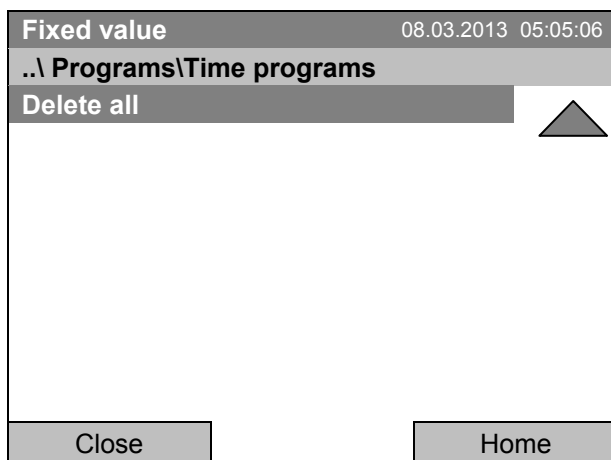 Fixed value 08.03.2013 05:05:06
..\ Programs\Time programs
Delete all
Close Home